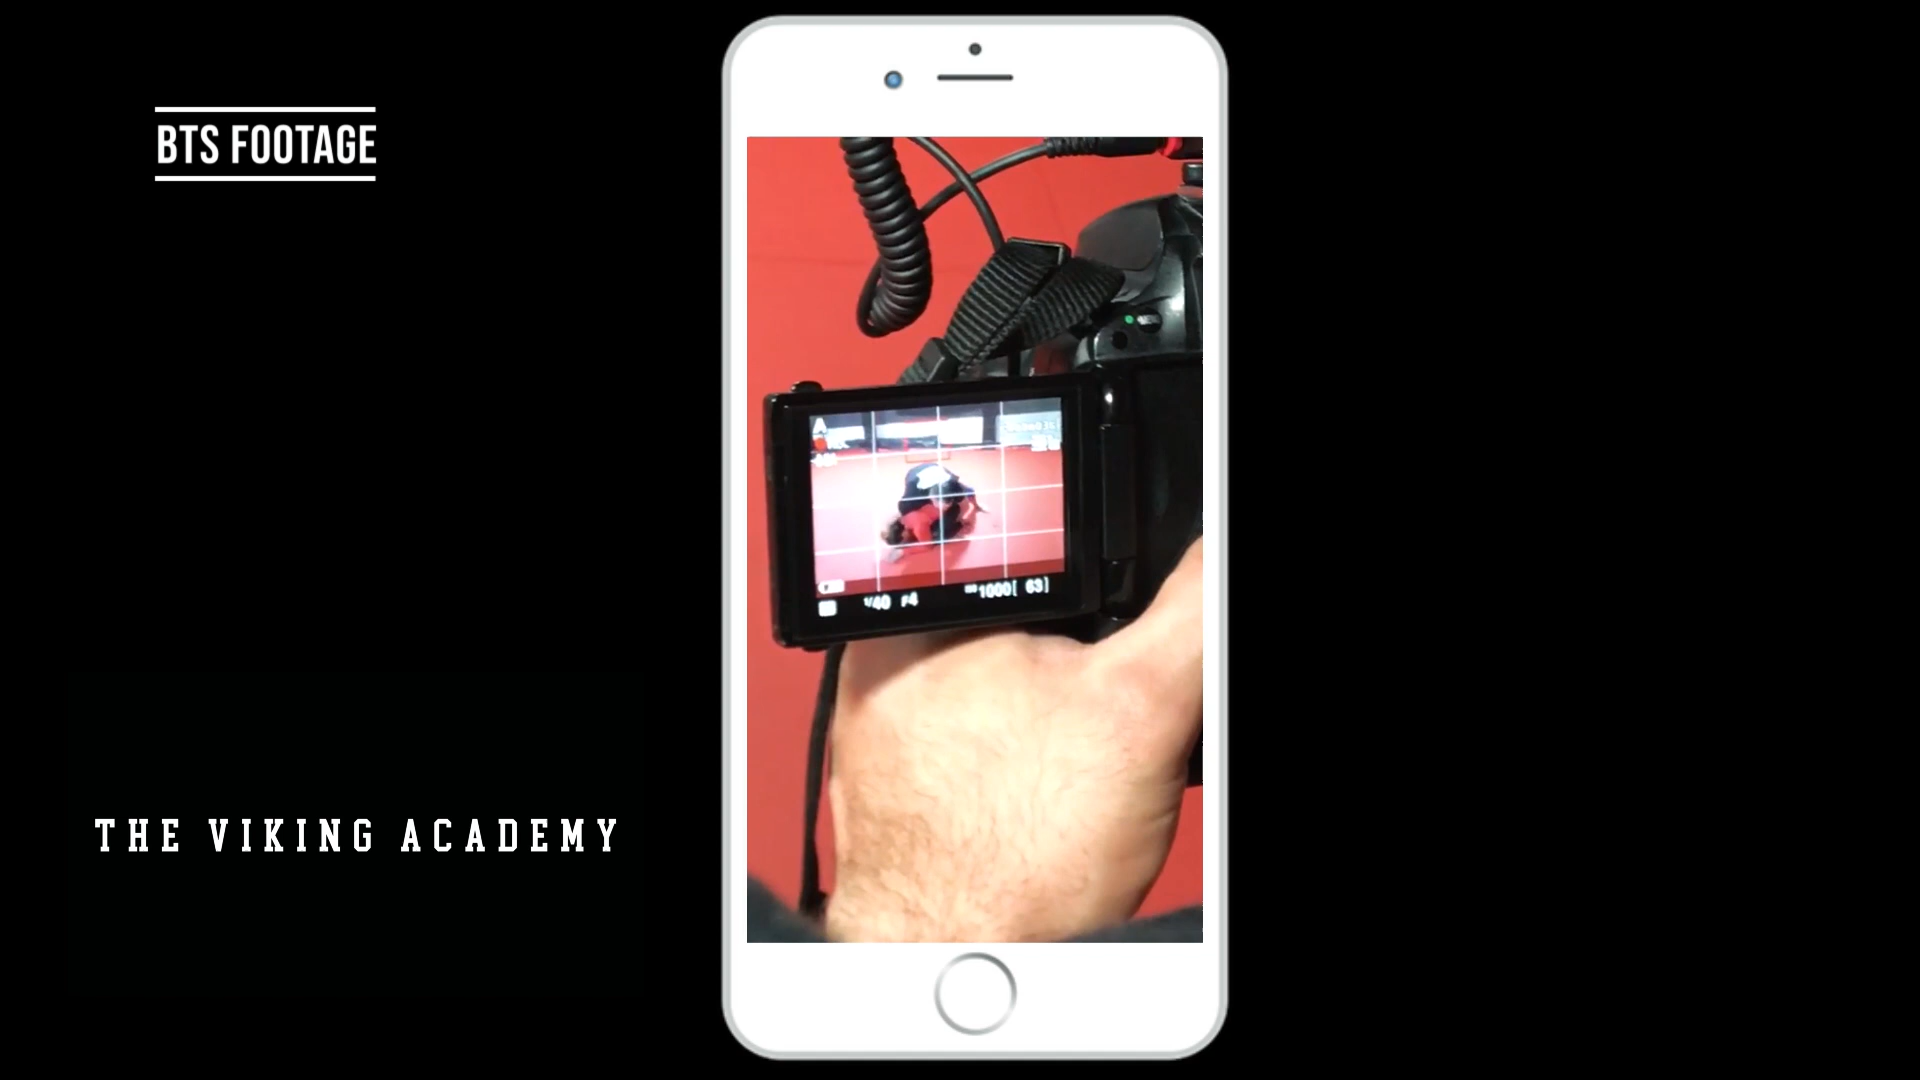 BTS FOOTAGE
A
1/40 F4
1000[ 63]
THE VIKING ACADEMY